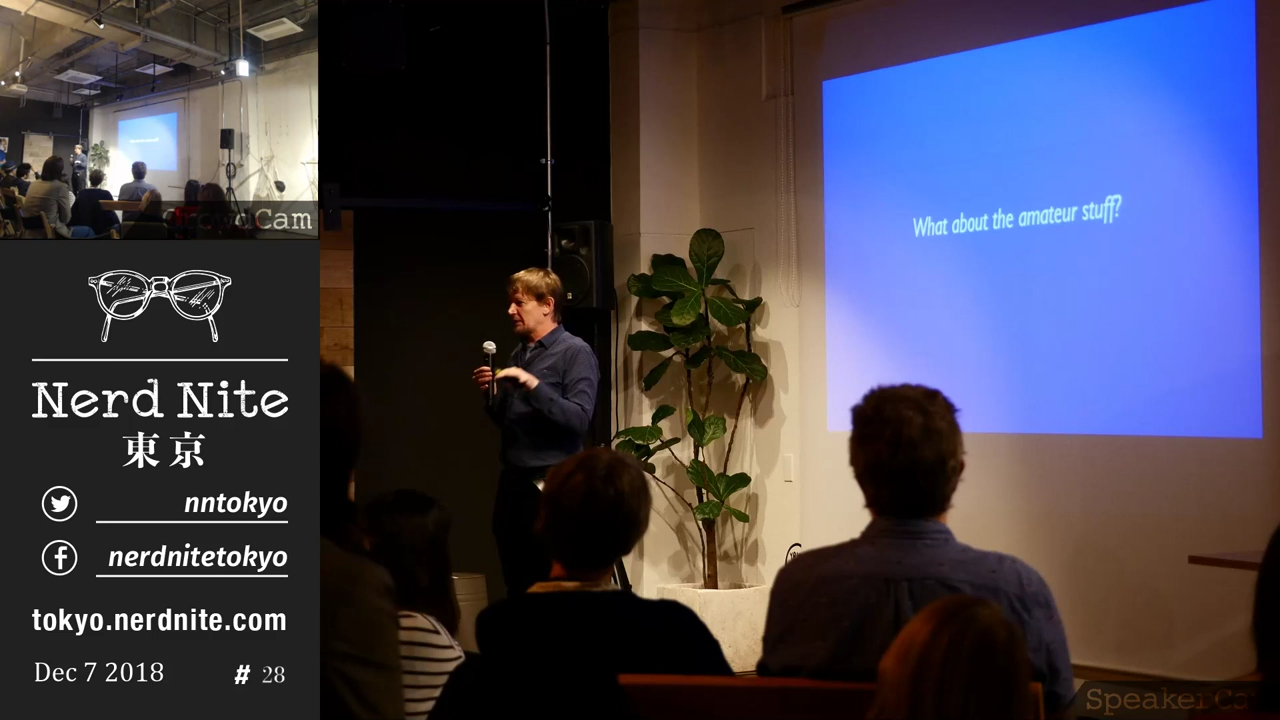 CrowdCam
Nerd Nite
東京
nntokyo
nerdnitetokyo
tokyo.nerdnite.com
Dec 7 2018 # 28
What about the amateur stuff?
SpeakerCa